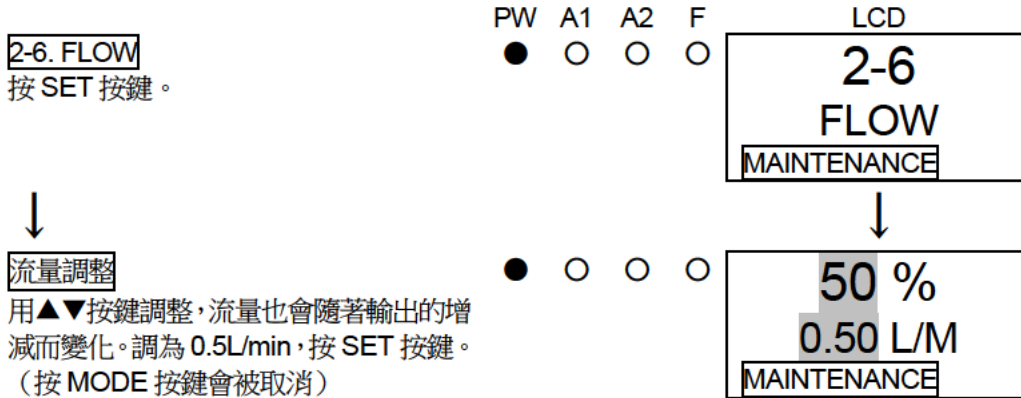 PW A1 A2 F LCD
2-6. FLOW ● ○ ○ ○ 2-6
按 SET 按鍵。
FLOW
MAINTENANCE
↓ ↓
流量調整 ● ○ ○ ○ 50 %
用▲▼按鍵調整,流量也會隨著輸出的增
減而變化。調為 0.5L/min,按 SET 按鍵。 0.50 L/M
(按 MODE 按鍵會被取消) MAINTENANCE